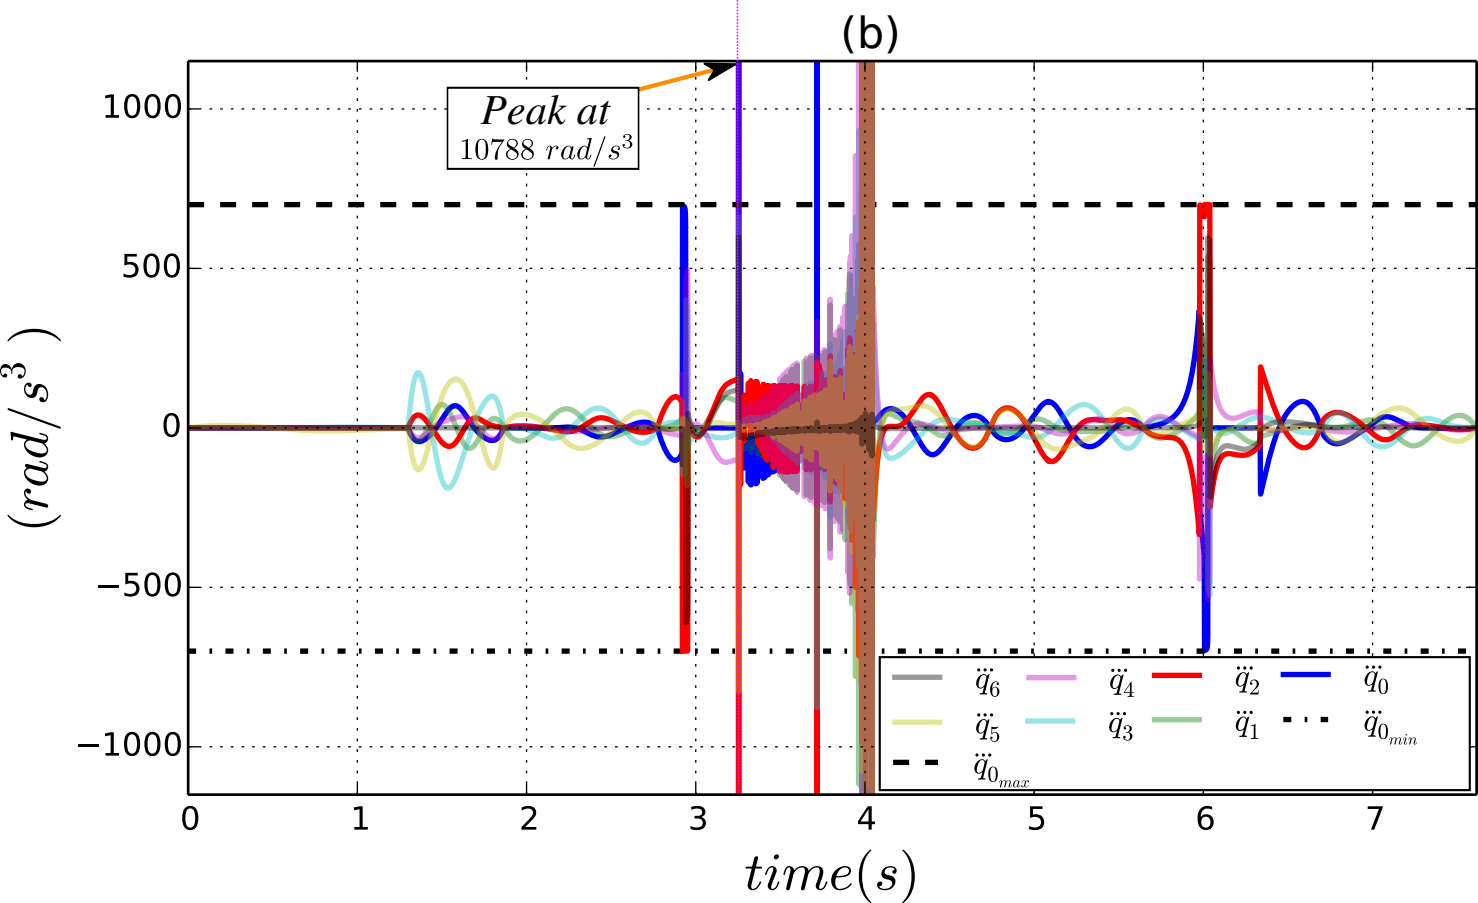 (b)
1000
Peak at
10788 rad/s³
500
0
(rad/s³)
−500
−1000
q⃛₆ q⃛₄ q⃛₂ q⃛₀
q⃛₅ q⃛₃ q⃛₁ q⃛₀ₘᵢₙ
q⃛₀ₘₐₓ
0 1 2 3 4 5 6 7
time(s)